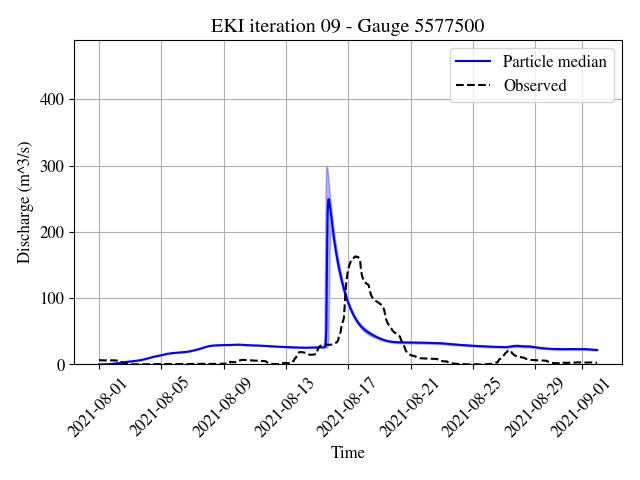 EKI iteration 09 - Gauge 5577500
Particle median
Observed
Discharge (m^3/s)
400
300
200
100
0
2021-08-01
2021-08-05
2021-08-09
2021-08-13
2021-08-17
2021-08-21
2021-08-25
2021-08-29
2021-09-01
Time